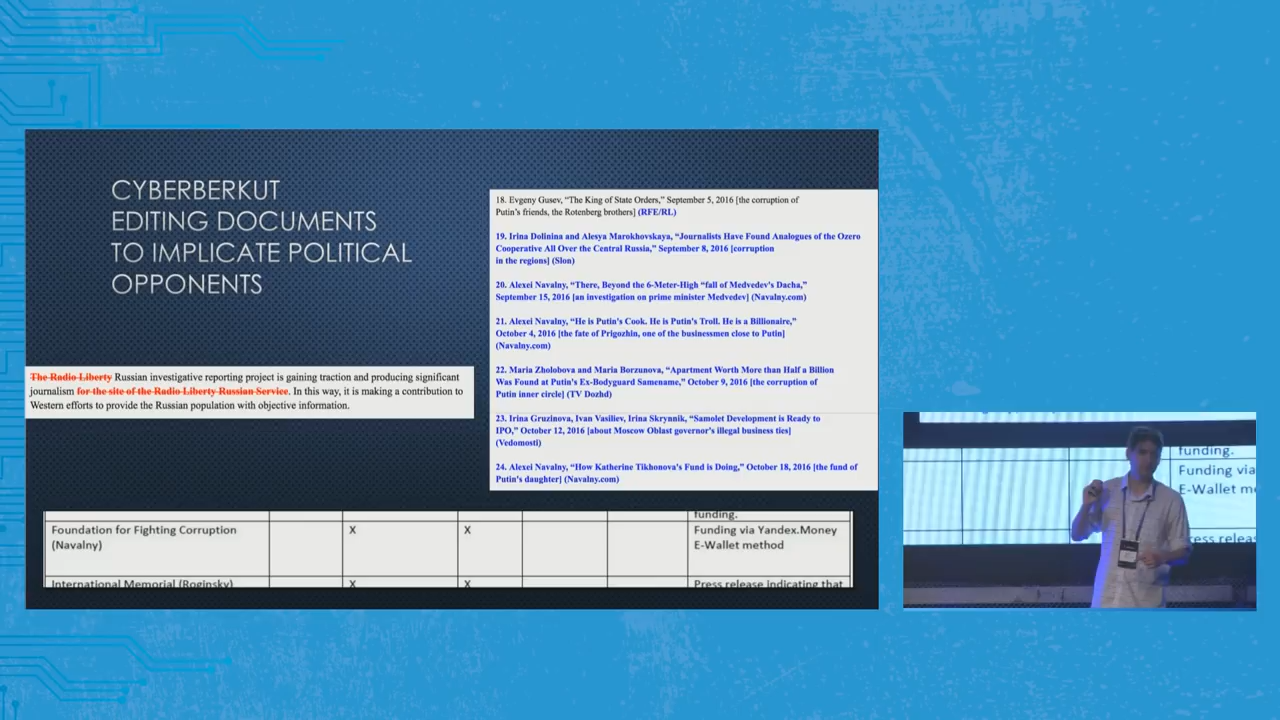 CYBERBERKUT
EDITING DOCUMENTS
TO IMPLICATE POLITICAL
OPPONENTS
The Radio Liberty Russian investigative reporting project is gaining traction and producing significant
journalism for the site of the Radio Liberty Russian Service. In this way, it is making a contribution to
Western efforts to provide the Russian population with objective information.
18. Evgeny Gusev, “The King of State Orders,” September 5, 2016 [the corruption of
Putin’s friends, the Rotenberg brothers] (RFE/RL)
19. Irina Dolinina and Alesya Marokhovskaya, “Journalists Have Found Analogues of the Ozero
Cooperative All Over the Central Russia,” September 8, 2016 [corruption
in the regions] (Slon)
20. Alexei Navalny, “There, Beyond the 6-Meter-High “fall of Medvedev's Dacha,”
September 15, 2016 [an investigation on prime minister Medvedev] (Navalny.com)
21. Alexei Navalny, “He is Putin's Cook. He is Putin's Troll. He is a Billionaire,”
October 4, 2016 [the fate of Prigozhin, one of the businessmen close to Putin]
(Navalny.com)
22. Maria Zholobova and Maria Borzunova, “Apartment Worth More than Half a Billion
Was Found at Putin's Ex-Bodyguard Samename,” October 9, 2016 [the corruption of
Putin inner circle] (TV Dozhd)
23. Irina Gruzinova, Ivan Vasiliev, Irina Skrynnik, “Samolet Development is Ready to
IPO,” October 12, 2016 [about Moscow Oblast governor's illegal business ties]
(Vedomosti)
24. Alexei Navalny, “How Katherine Tikhonova's Fund is Doing,” October 18, 2016 [the fund of
Putin's daughter] (Navalny.com)
funding.
Foundation for Fighting Corruption X X Funding via Yandex.Money
(Navalny) E-Wallet method
International Memorial (Roginsky) X X Press release indicating that
funding.
Funding via
E-Wallet